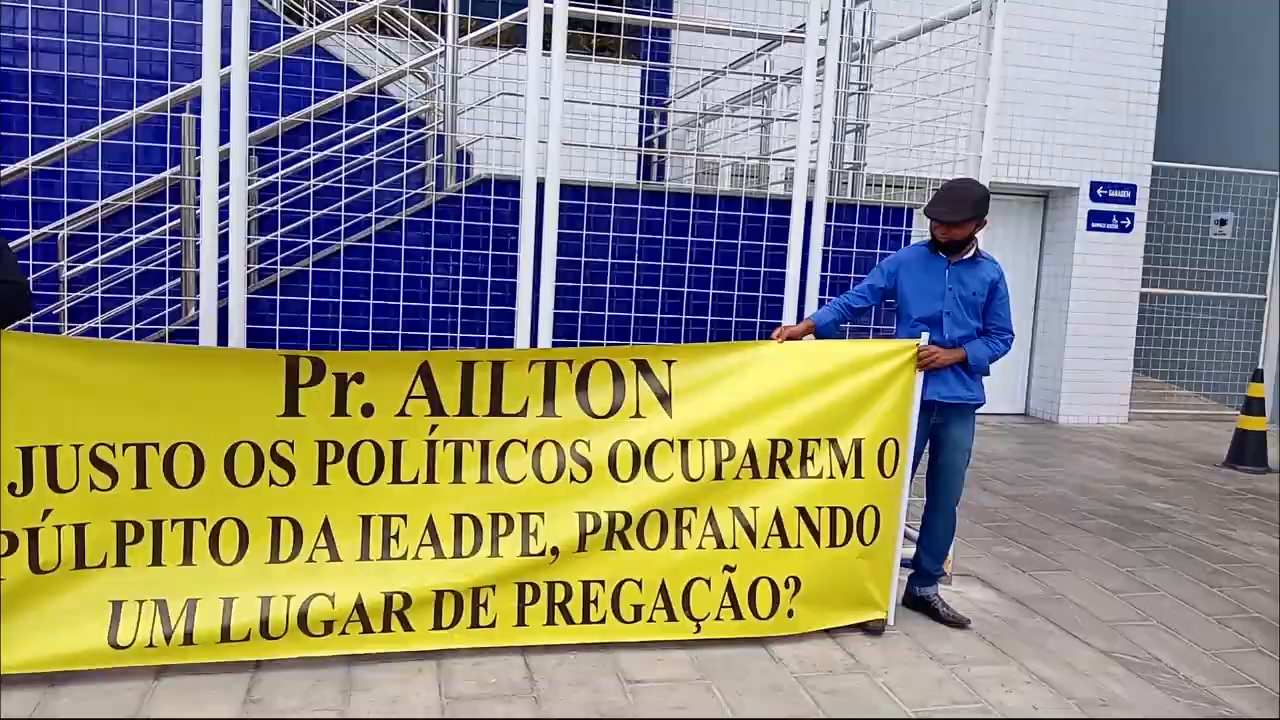 Pr. AILTON
JUSTO OS POLÍTICOS OCUPAREM O
PÚLPITO DA IEADPE, PROFANANDO
UM LUGAR DE PREGAÇÃO?
GARAGEM